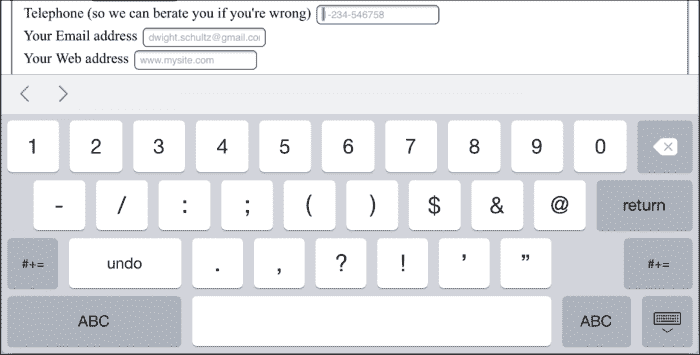 Telephone (so we can berate you if you're wrong) -234-546758
Your Email address dwight.schultz@gmail.co
Your Web address www.mysite.com
1 2 3 4 5 6 7 8 9 0
- / : ; ( ) $ & @ return
#+= undo . , ? ! ’ ” #+=
ABC ABC